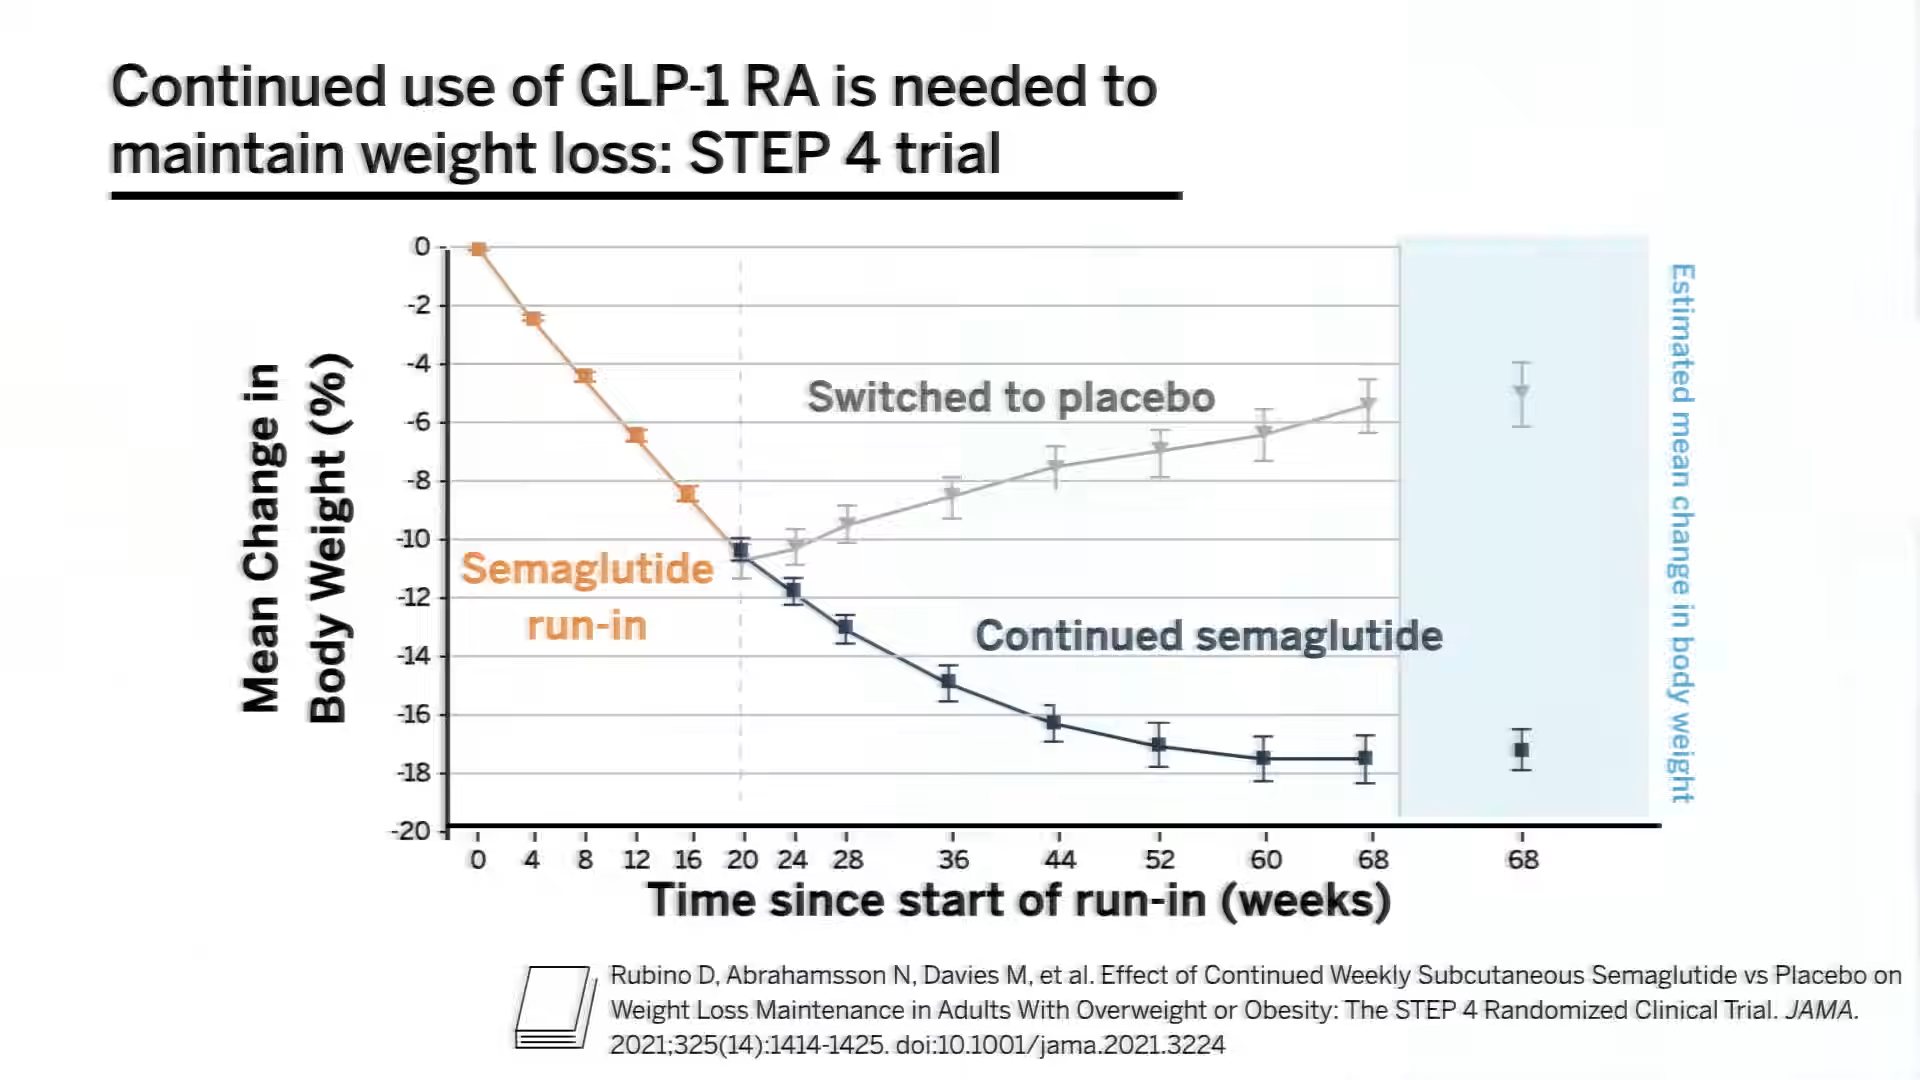 Continued use of GLP-1 RA is needed to
maintain weight loss: STEP 4 trial
Mean Change in
Body Weight (%)
0
-2
-4
-6
-8
-10
-12
-14
-16
-18
-20
Switched to placebo
Semaglutide
run-in
Continued semaglutide
Estimated mean change in body weight
0 4 8 12 16 20 24 28 36 44 52 60 68 68
Time since start of run-in (weeks)
Rubino D, Abrahamsson N, Davies M, et al. Effect of Continued Weekly Subcutaneous Semaglutide vs Placebo on
Weight Loss Maintenance in Adults With Overweight or Obesity: The STEP 4 Randomized Clinical Trial. JAMA.
2021;325(14):1414-1425. doi:10.1001/jama.2021.3224